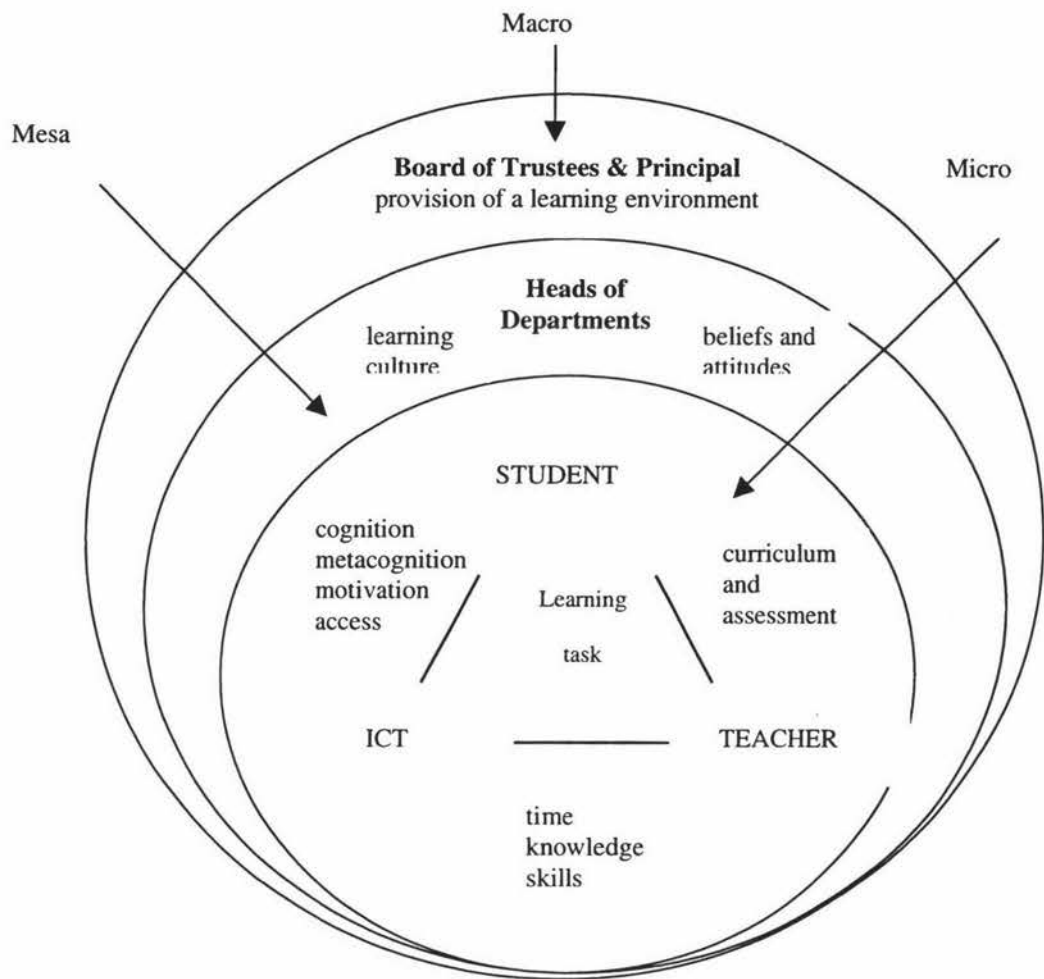 Macro
Mesa
Micro
Board of Trustees & Principal
provision of a learning environment
Heads of
Departments
learning
culture
beliefs and
attitudes
STUDENT
cognition
metacognition
motivation
access
curriculum
and
assessment
Learning
task
ICT
TEACHER
time
knowledge
skills